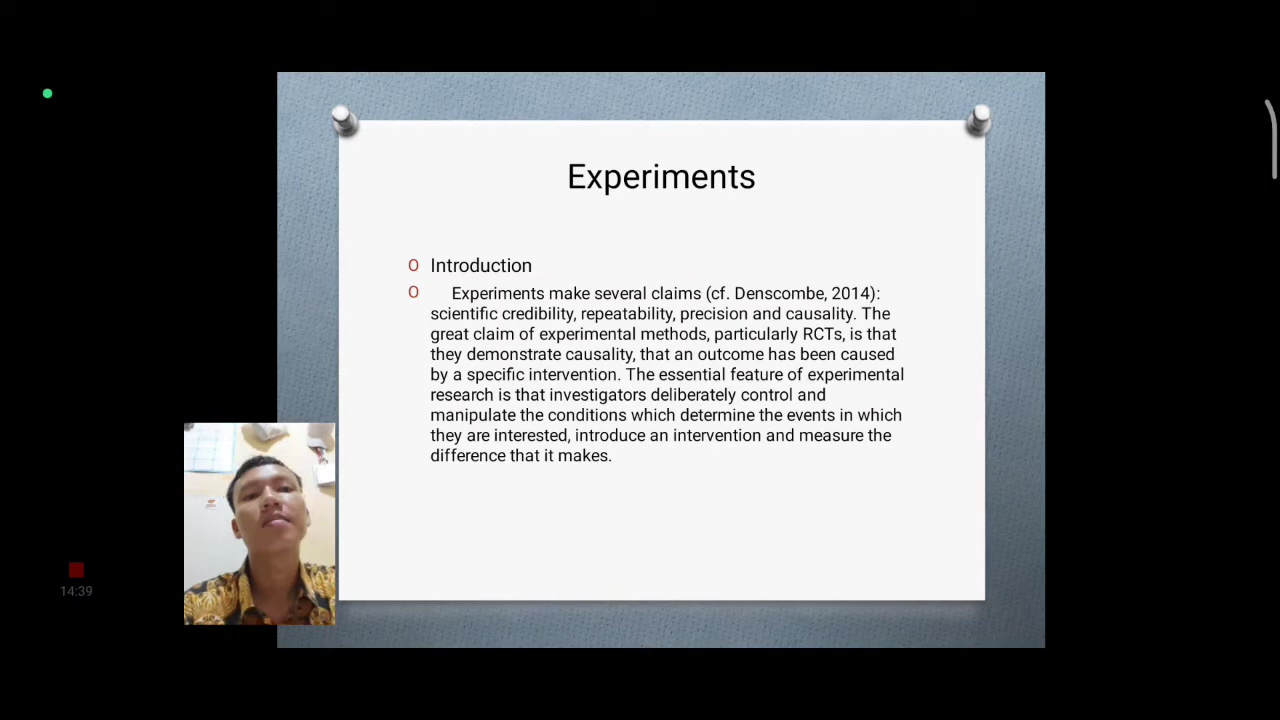 Experiments
O Introduction
O Experiments make several claims (cf. Denscombe, 2014):
scientific credibility, repeatability, precision and causality. The
great claim of experimental methods, particularly RCTs, is that
they demonstrate causality, that an outcome has been caused
by a specific intervention. The essential feature of experimental
research is that investigators deliberately control and
manipulate the conditions which determine the events in which
they are interested, introduce an intervention and measure the
difference that it makes.
14:39